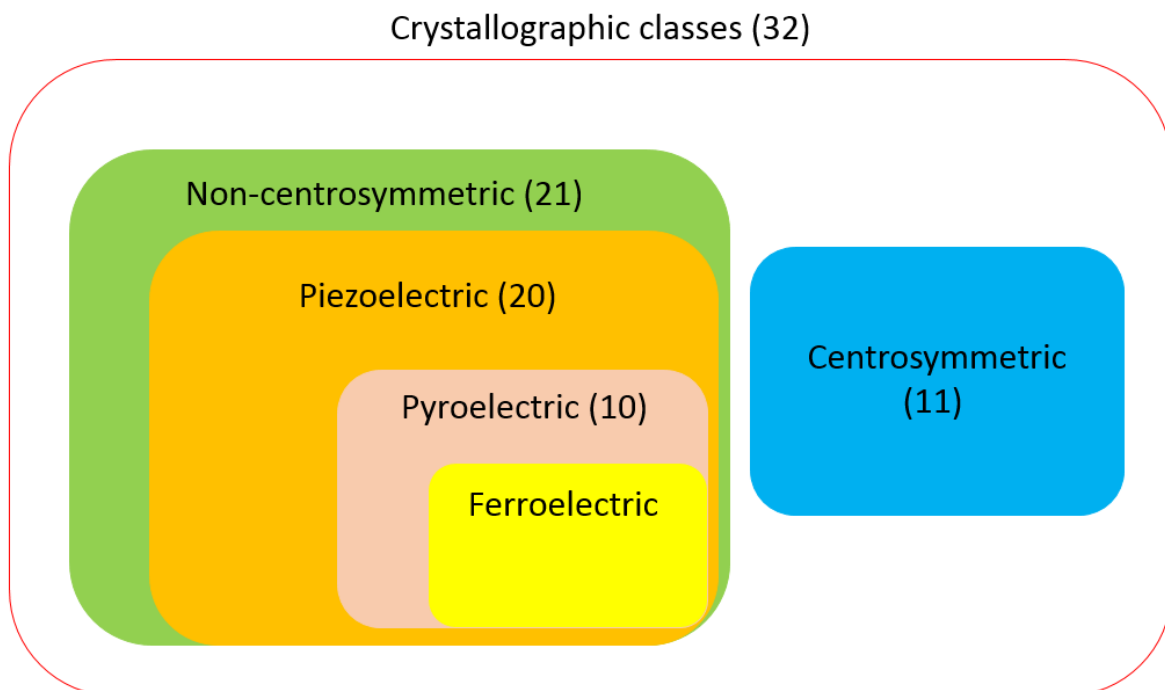 Crystallographic classes (32)
Non-centrosymmetric (21)
Piezoelectric (20)
Pyroelectric (10)
Ferroelectric
Centrosymmetric
(11)